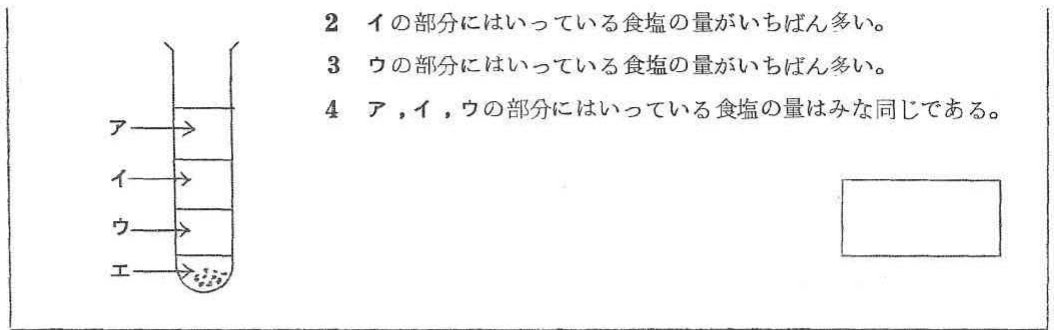 2 イの部分にはいっている食塩の量がいちばん多い。
3 ウの部分にはいっている食塩の量がいちばん多い。
4 ア,イ,ウの部分にはいっている食塩の量はみな同じである。
ア
イ
ウ
エ